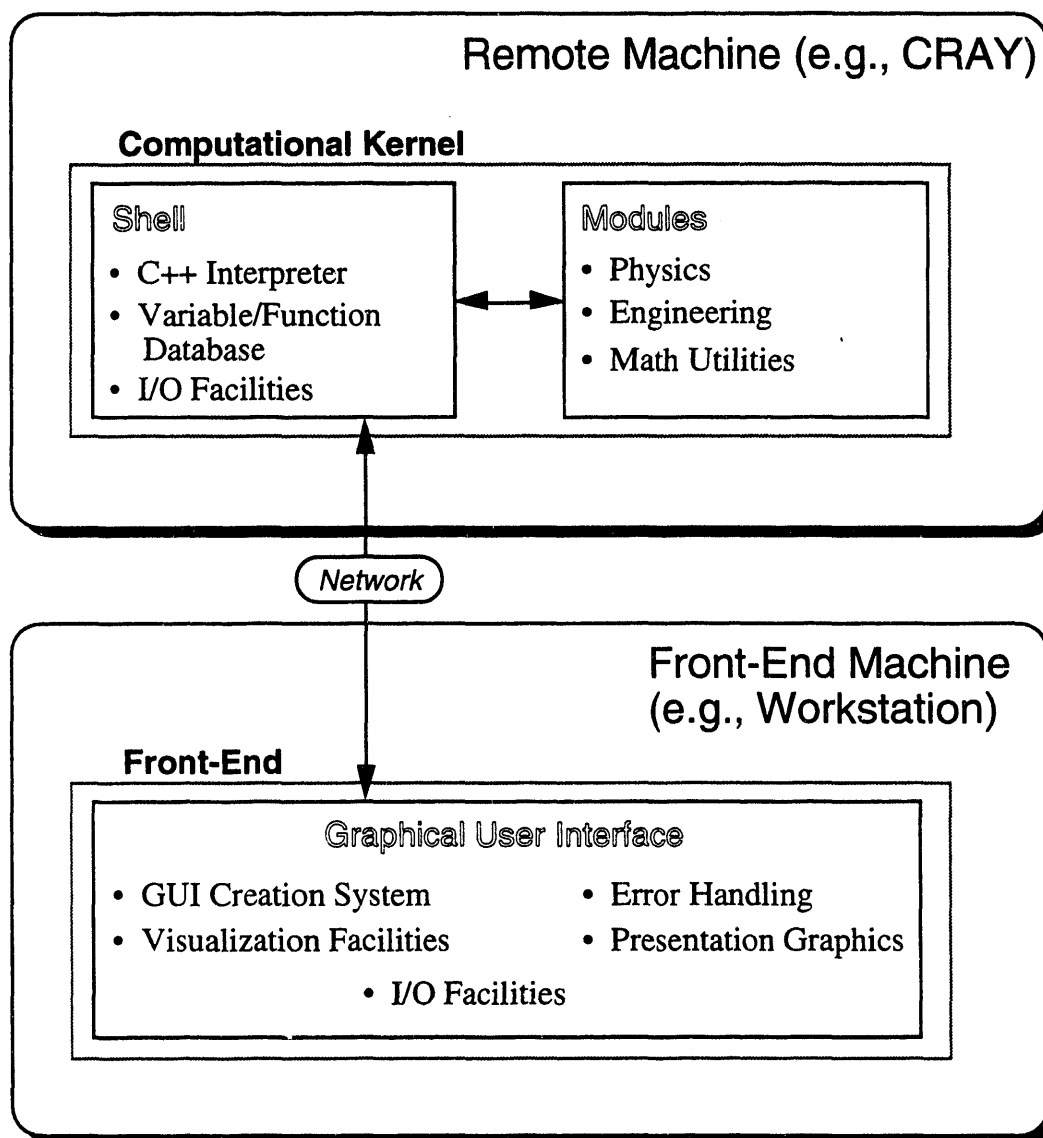 Remote Machine (e.g., CRAY)
Computational Kernel
Shell
• C++ Interpreter
• Variable/Function
Database
• I/O Facilities
Modules
• Physics
• Engineering
• Math Utilities
Network
Front-End Machine
(e.g., Workstation)
Front-End
Graphical User Interface
• GUI Creation System
• Visualization Facilities
• Error Handling
• Presentation Graphics
• I/O Facilities